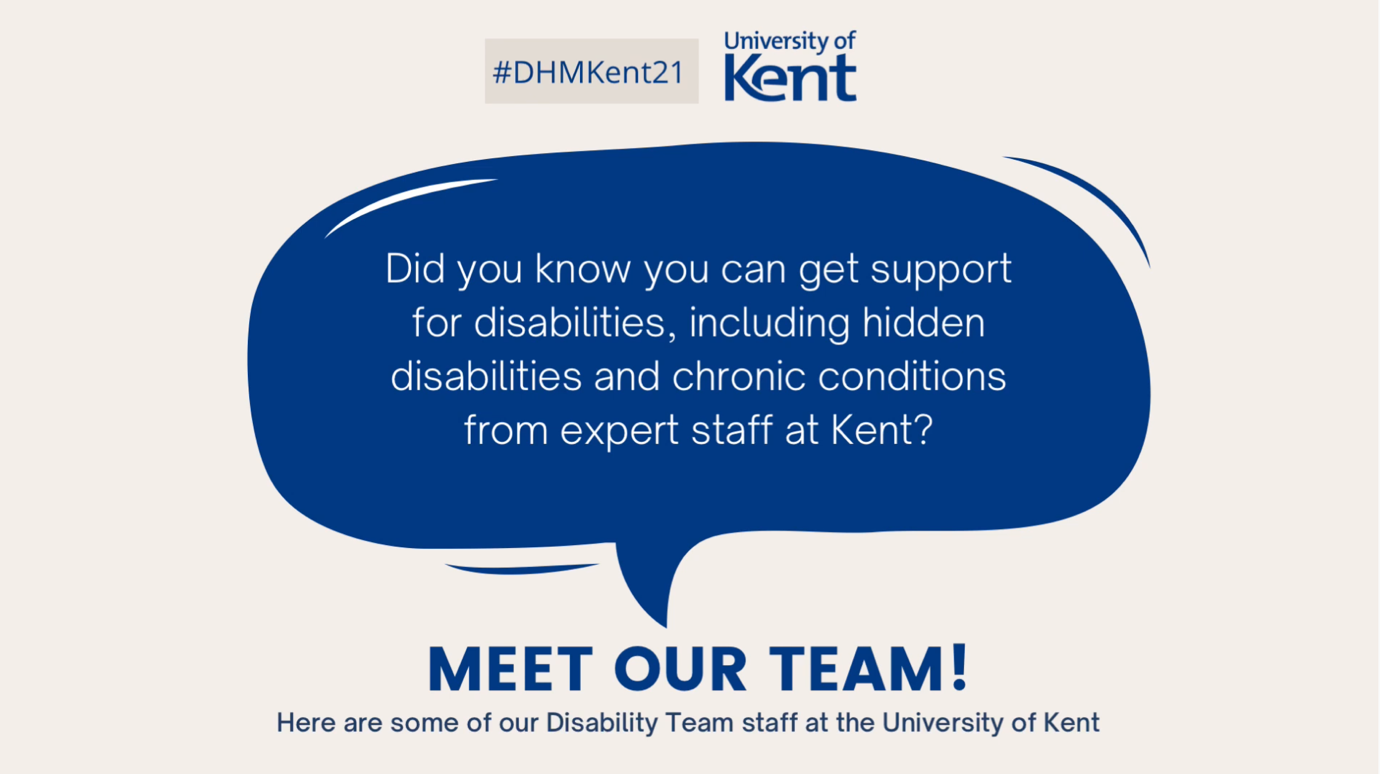 #DHMKent21
University of
Kent
Did you know you can get support
for disabilities, including hidden
disabilities and chronic conditions
from expert staff at Kent?
MEET OUR TEAM!
Here are some of our Disability Team staff at the University of Kent